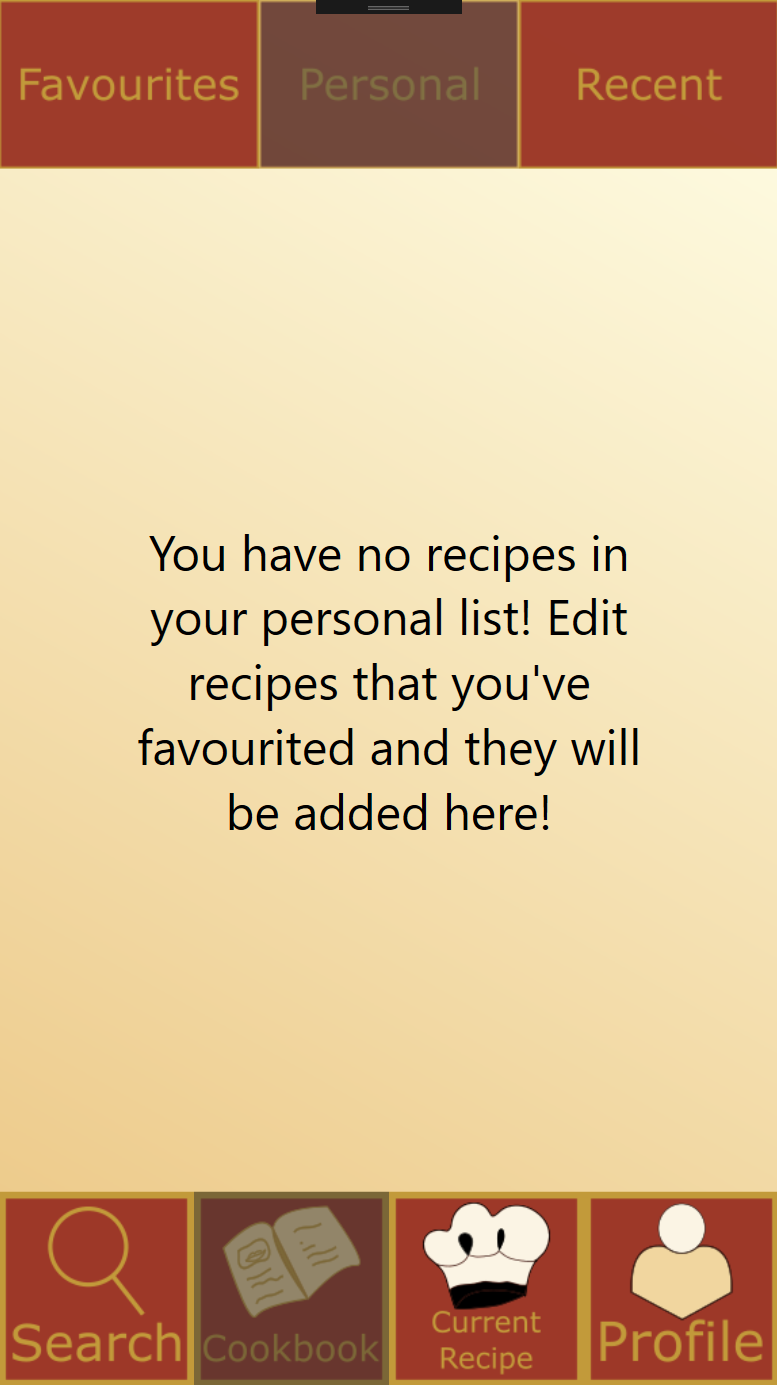 Favourites Personal Recent
You have no recipes in
your personal list! Edit
recipes that you've
favourited and they will
be added here!
Search Cookbook Current
Recipe Profile